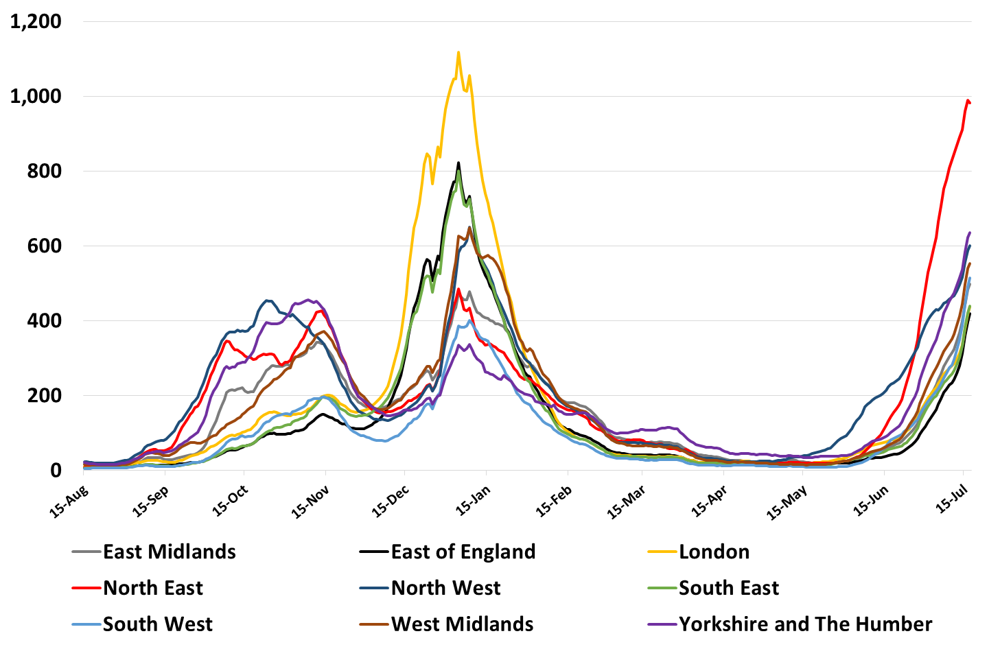 1,200
1,000
800
600
400
200
0
15-Aug 15-Sep 15-Oct 15-Nov 15-Dec 15-Jan 15-Feb 15-Mar 15-Apr 15-May 15-Jun 15-Jul
East Midlands East of England London
North East North West South East
South West West Midlands Yorkshire and The Humber